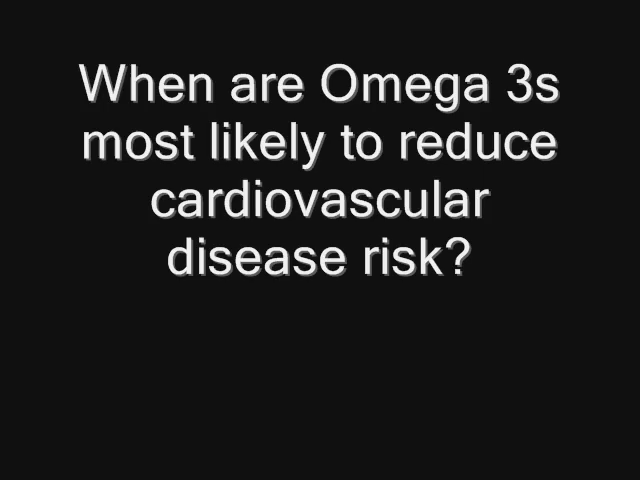 When are Omega 3s
most likely to reduce
cardiovascular
disease risk?